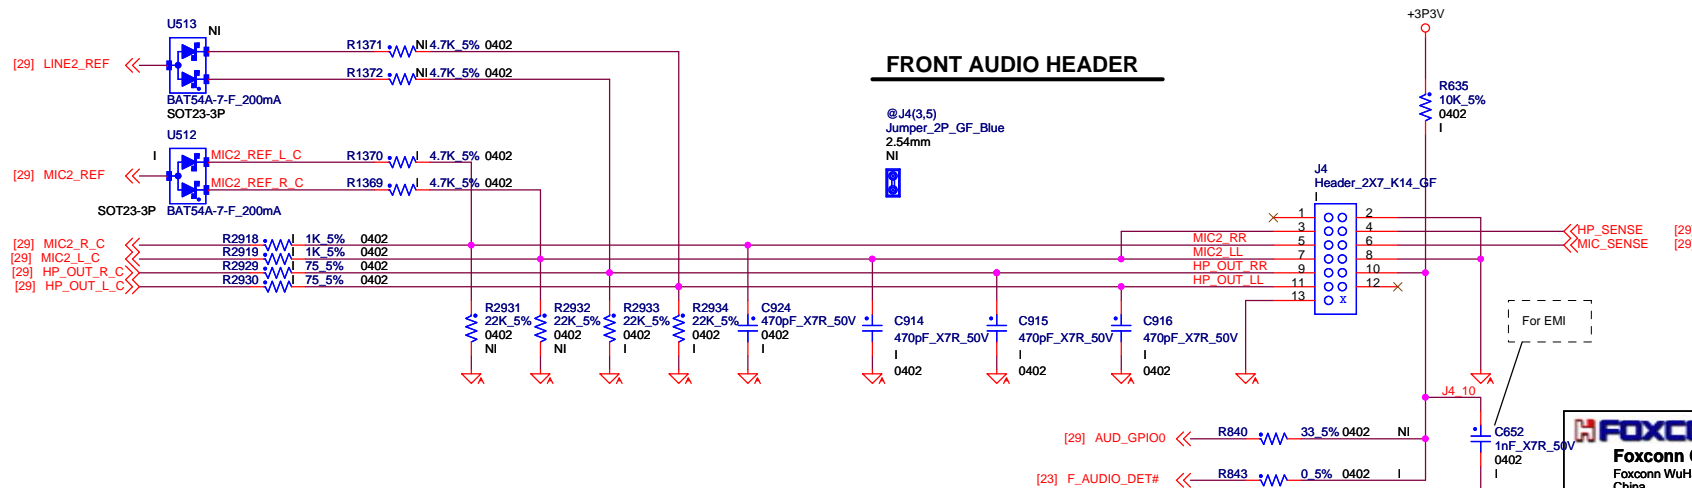 U513
NI
[29] LINE2_REF
BAT54A-7-F_200mA
SOT23-3P
R1371 NI 4.7K_5% 0402
R1372 NI 4.7K_5% 0402
FRONT AUDIO HEADER
+3P3V
R635
10K_5%
0402
I
@J4(3,5)
Jumper_2P_GF_Blue
2.54mm
NI
U512
I
[29] MIC2_REF
MIC2_REF_L_C
MIC2_REF_R_C
SOT23-3P BAT54A-7-F_200mA
R1370 I 4.7K_5% 0402
R1369 I 4.7K_5% 0402
[29] MIC2_R_C R2918 I 1K_5% 0402
[29] MIC2_L_C R2919 I 1K_5% 0402
[29] HP_OUT_R_C R2929 I 75_5% 0402
[29] HP_OUT_L_C R2930 I 75_5% 0402
J4
Header_2X7_K14_GF
I
1 2
3 4
5 6
7 8
9 10
11 12
13 X
MIC2_RR
MIC2_LL
HP_OUT_RR
HP_OUT_LL
HP_SENSE [29
MIC_SENSE [29
R2931
22K_5%
0402
NI
R2932
22K_5%
0402
NI
R2933
22K_5%
0402
I
R2934
22K_5%
0402
I
C924
470pF_X7R_50V
0402
I
C914
470pF_X7R_50V
I
0402
C915
470pF_X7R_50V
I
0402
C916
470pF_X7R_50V
I
0402
A A A A A A A A A A
For EMI
J4_10
C652
1nF_X7R_50V
0402
I
[29] AUD_GPIO0 R840 33_5% 0402 NI
[23] F_AUDIO_DET# R843 0_5% 0402 I
FOXC
Foxconn
Foxconn WuH
China